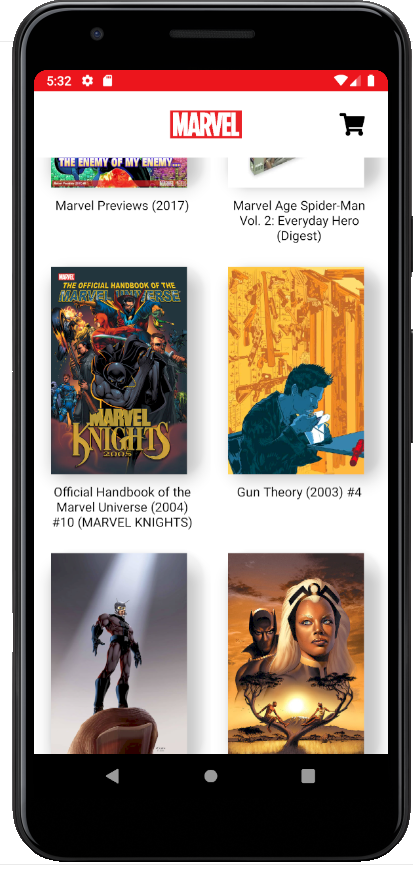 5:32
MARVEL
THE ENEMY OF MY ENEMY...
Marvel Previews (2017)
Marvel Age Spider-Man
Vol. 2: Everyday Hero
(Digest)
MARVEL
THE OFFICIAL HANDBOOK OF THE
MARVEL UNIVERSE
MARVEL
KNIGHTS
2005
Official Handbook of the
Marvel Universe (2004)
#10 (MARVEL KNIGHTS)
Gun Theory (2003) #4